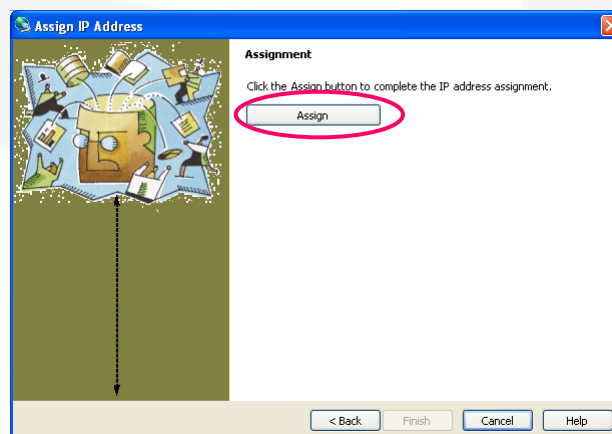 Assign IP Address
Assignment
Click the Assign button to complete the IP address assignment.
Assign
< Back Finish Cancel Help